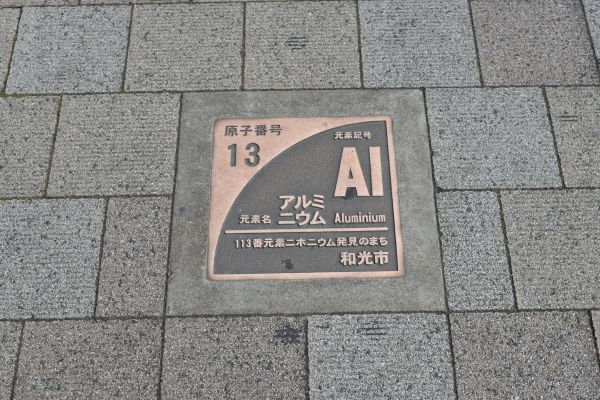 原子番号
13
元素記号
Al
元素名 アルミニウム Aluminium
113番元素ニホニウム発見のまち
和光市